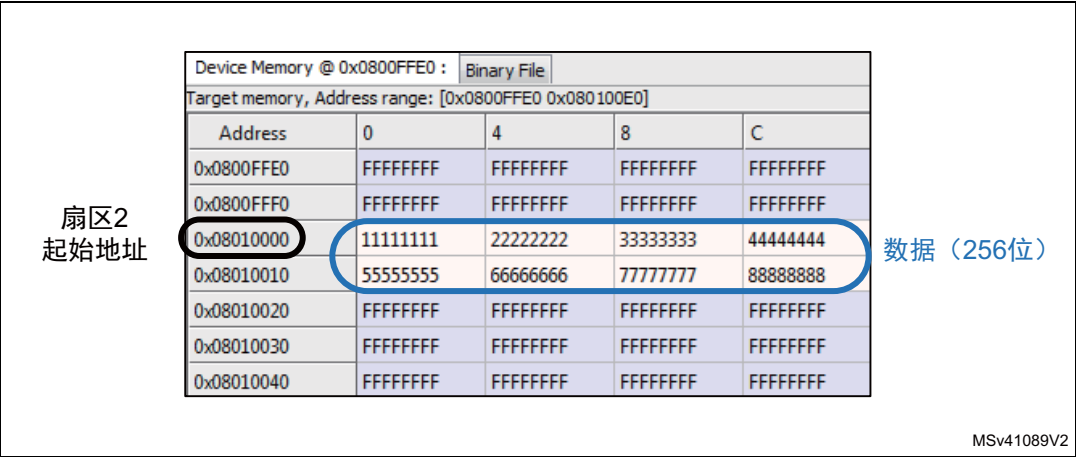 Device Memory @ 0x0800FFE0 : Binary File
Target memory, Address range: [0x0800FFE0 0x080100E0]
Address 0 4 8 C
0x0800FFE0 FFFFFFFF FFFFFFFF FFFFFFFF FFFFFFFF
0x0800FFF0 FFFFFFFF FFFFFFFF FFFFFFFF FFFFFFFF
扇区2
起始地址
0x08010000 11111111 22222222 33333333 44444444
数据（256位）
0x08010010 55555555 66666666 77777777 88888888
0x08010020 FFFFFFFF FFFFFFFF FFFFFFFF FFFFFFFF
0x08010030 FFFFFFFF FFFFFFFF FFFFFFFF FFFFFFFF
0x08010040 FFFFFFFF FFFFFFFF FFFFFFFF FFFFFFFF
MSv41089V2